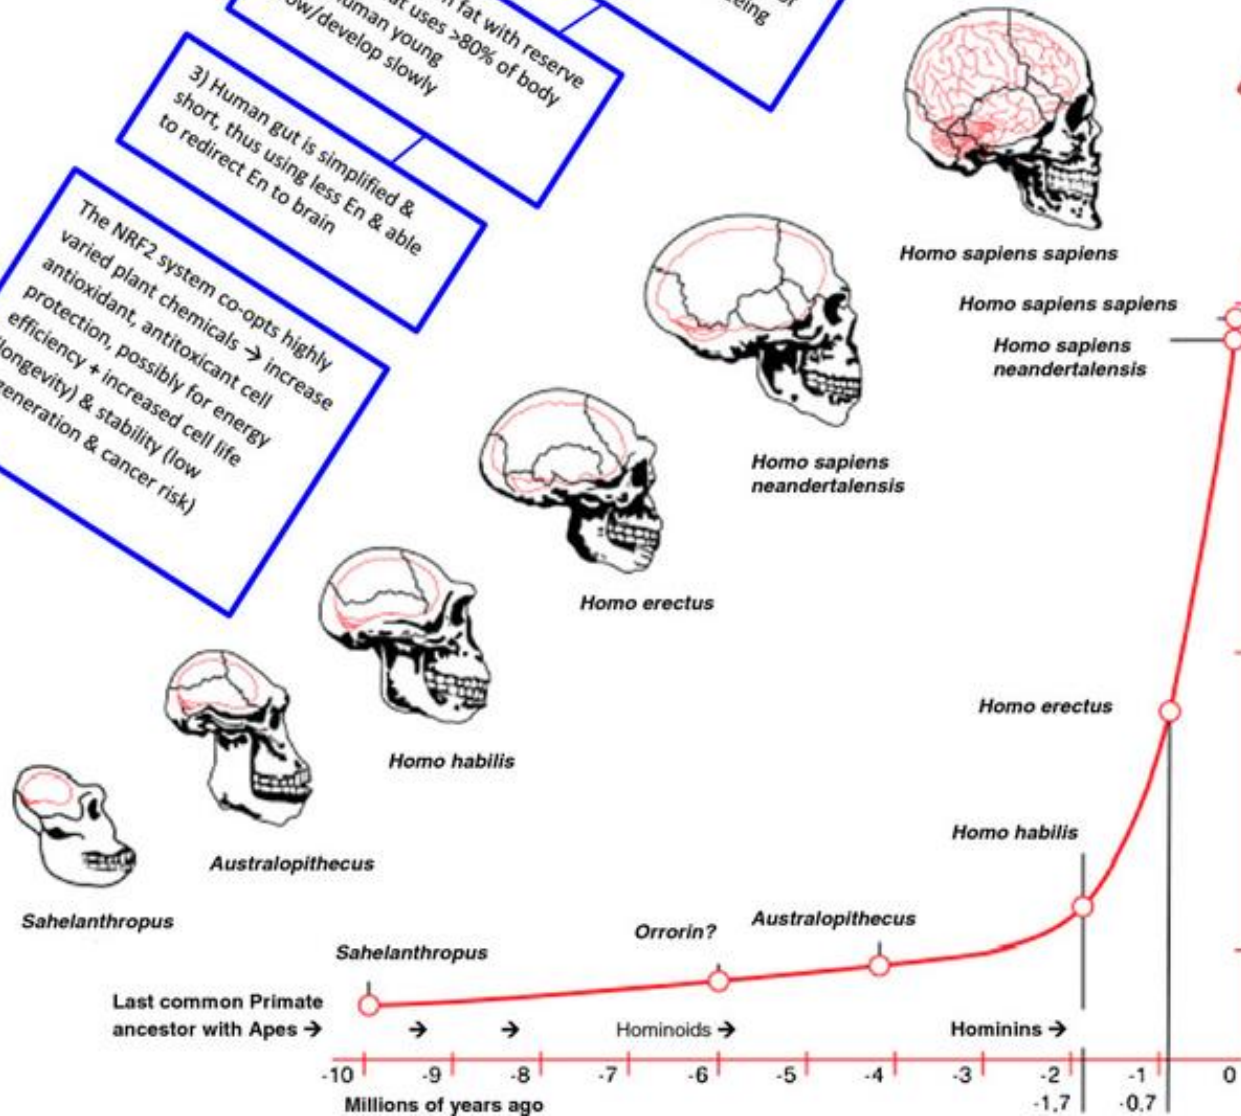 eeing
fat with reserve
uses >80% of body
human young
develop slowly
3) Human gut is simplified &
short, thus using less En & able
to redirect En to brain
The NRF2 system co-opts highly
varied plant chemicals → increase
antioxidant, antitoxicant cell
protection, possibly for energy
efficiency + increased cell life
longevity) & stability (low
generation & cancer risk)
Homo sapiens sapiens
Homo sapiens sapiens
Homo sapiens
neandertalensis
Homo sapiens
neandertalensis
Homo erectus
Homo erectus
Homo habilis
Homo habilis
Australopithecus
Sahelanthropus
Australopithecus
Orrorin?
Sahelanthropus
Last common Primate
ancestor with Apes → → → Hominoids → Hominins →
-10 -9 -8 -7 -6 -5 -4 -3 -2 -1 0
Millions of years ago -1,7 -0,7